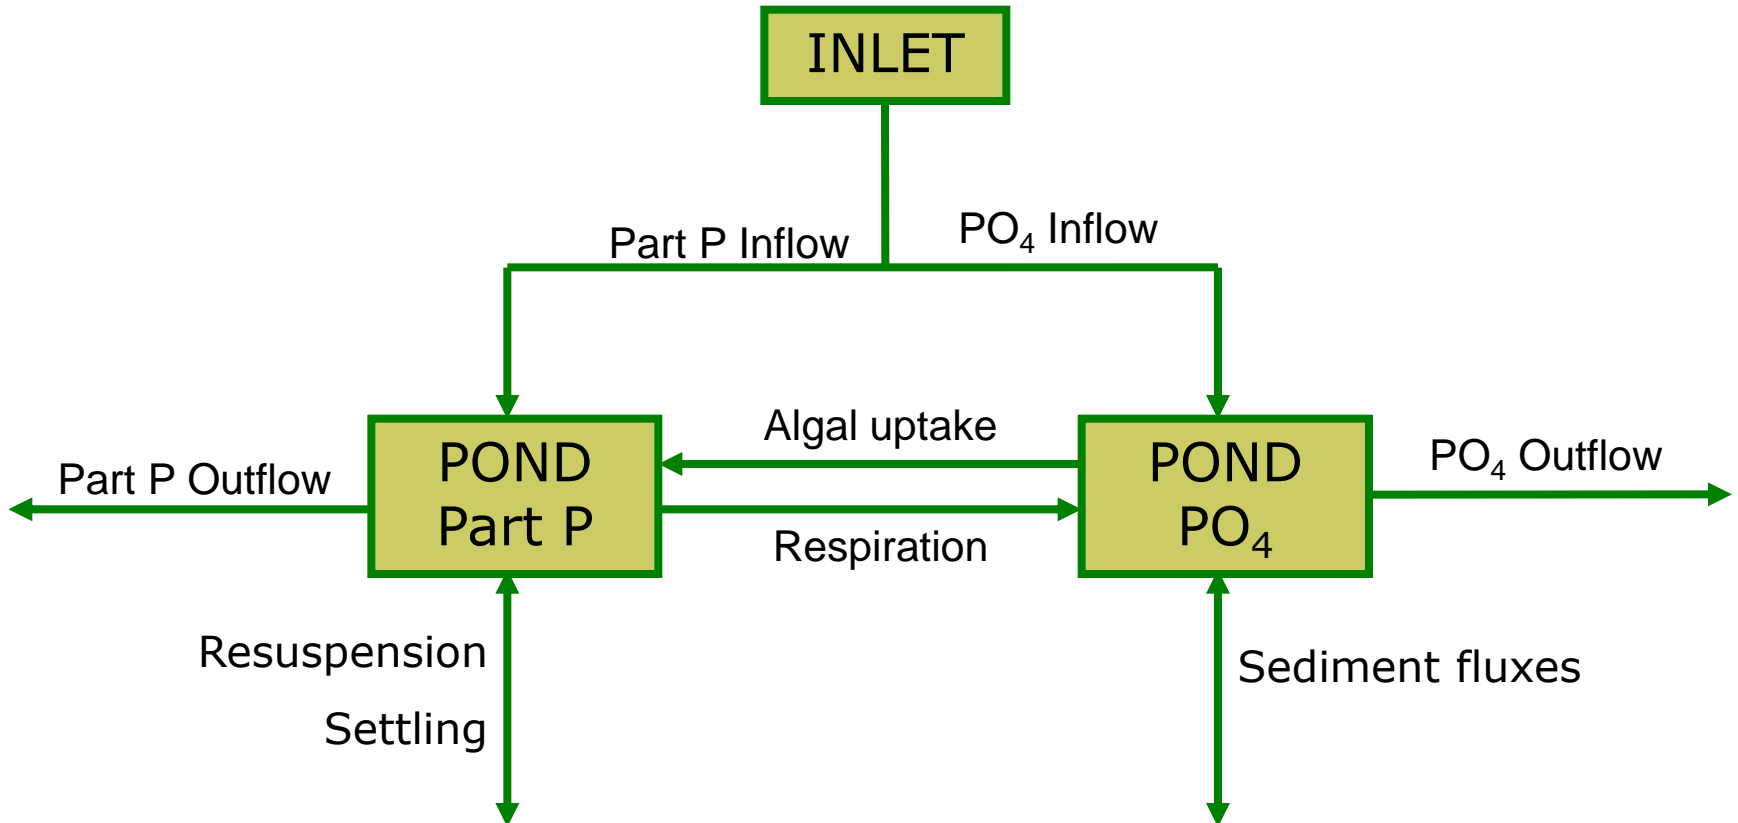 INLET
Part P Inflow
PO₄ Inflow
Algal uptake
POND
Part P
POND
PO₄
Part P Outflow
PO₄ Outflow
Respiration
Resuspension
Settling
Sediment fluxes